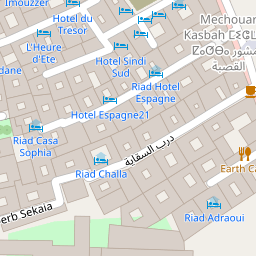 Imouzzer
Hotel du
Tresor
Mechouar
Kasbah
القصبة
L'Heure
d'Ete
dane
Hotel Sindi
Sud
Riad Hotel
Espagne
Hotel Espagne21
Riad Casa
Sophia
درب السقاية
Riad Challa
Earth Ca
erb Sekaia
Riad Adraoui